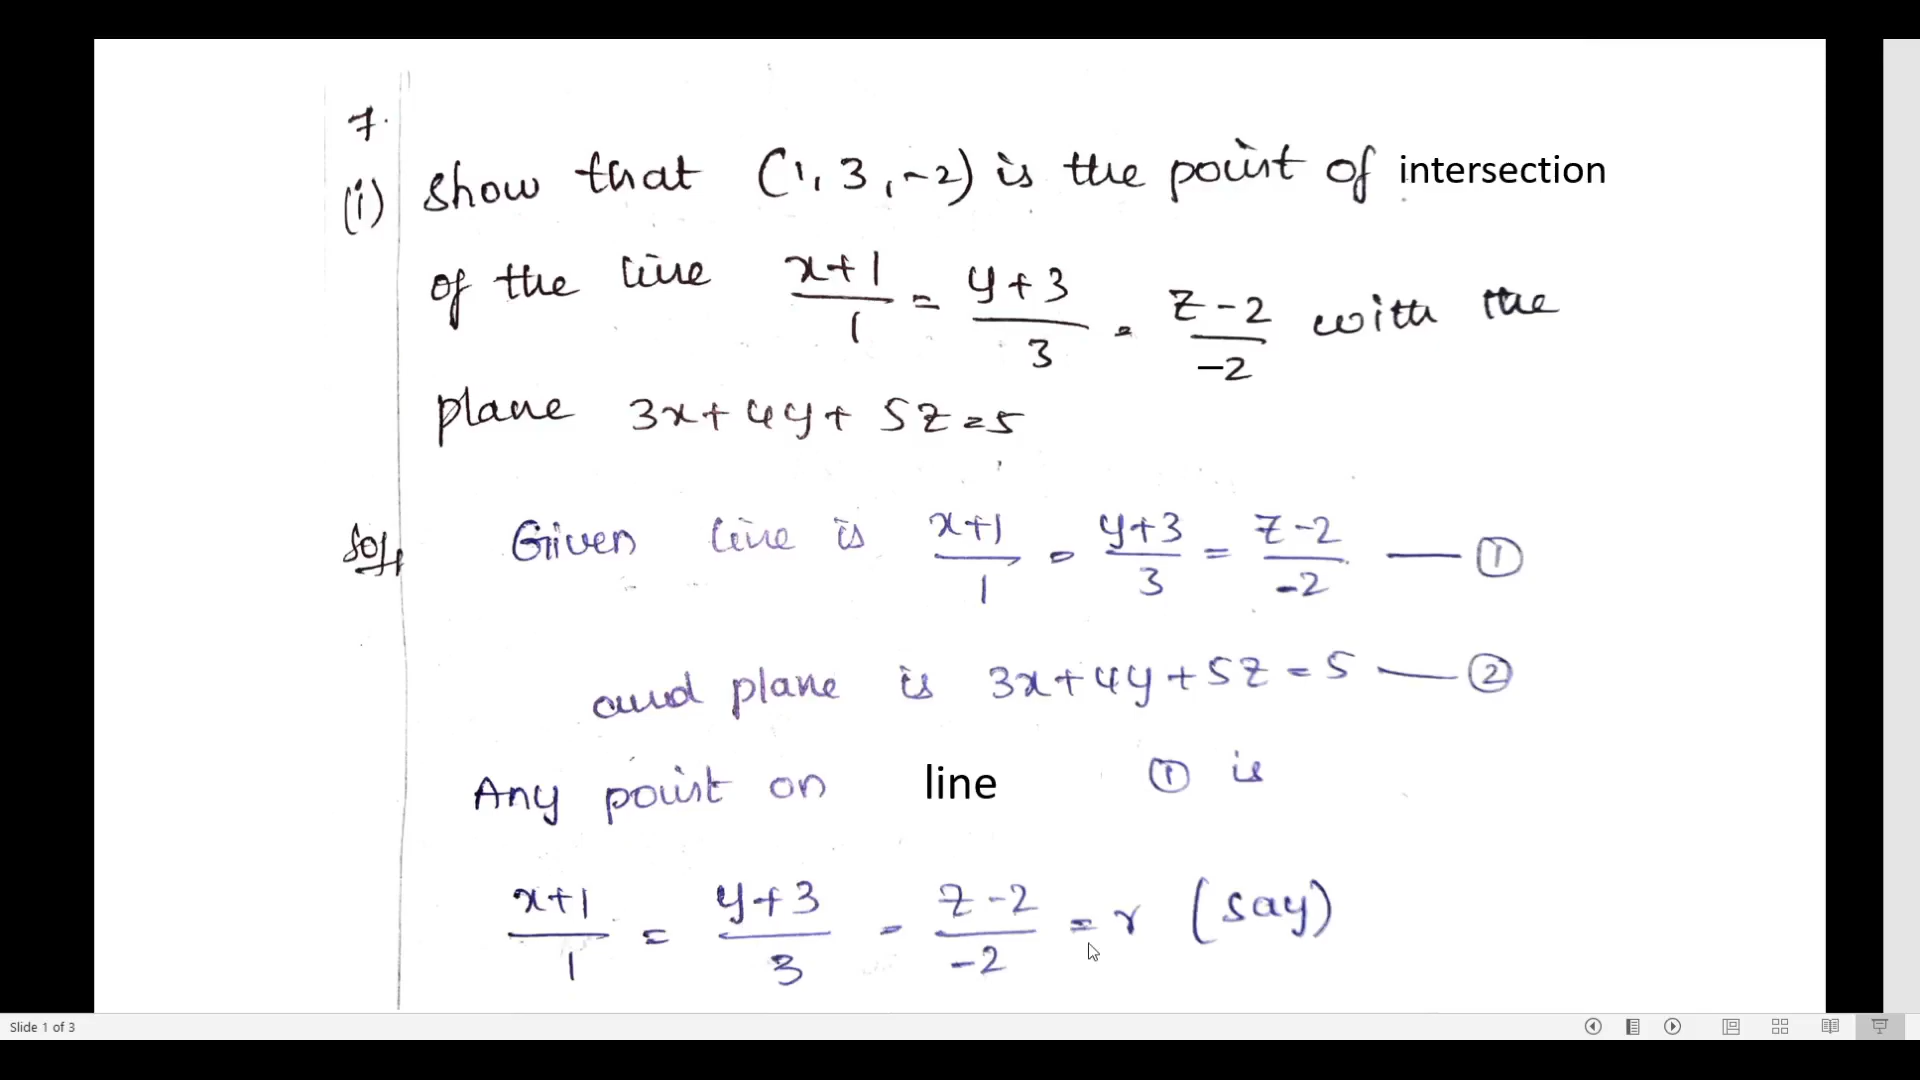 7.
(i) Show that (1, 3, -2) is the point of intersection
of the line x+1/1 = y+3/3 = z-2/-2 with the
plane 3x+4y+5z=5
Sol: Given line is x+1/1 = y+3/3 = z-2/-2 — ①
and plane is 3x+4y+5z=5 — ②
Any point on line ① is
x+1/1 = y+3/3 = z-2/-2 = r (say)
Slide 1 of 3